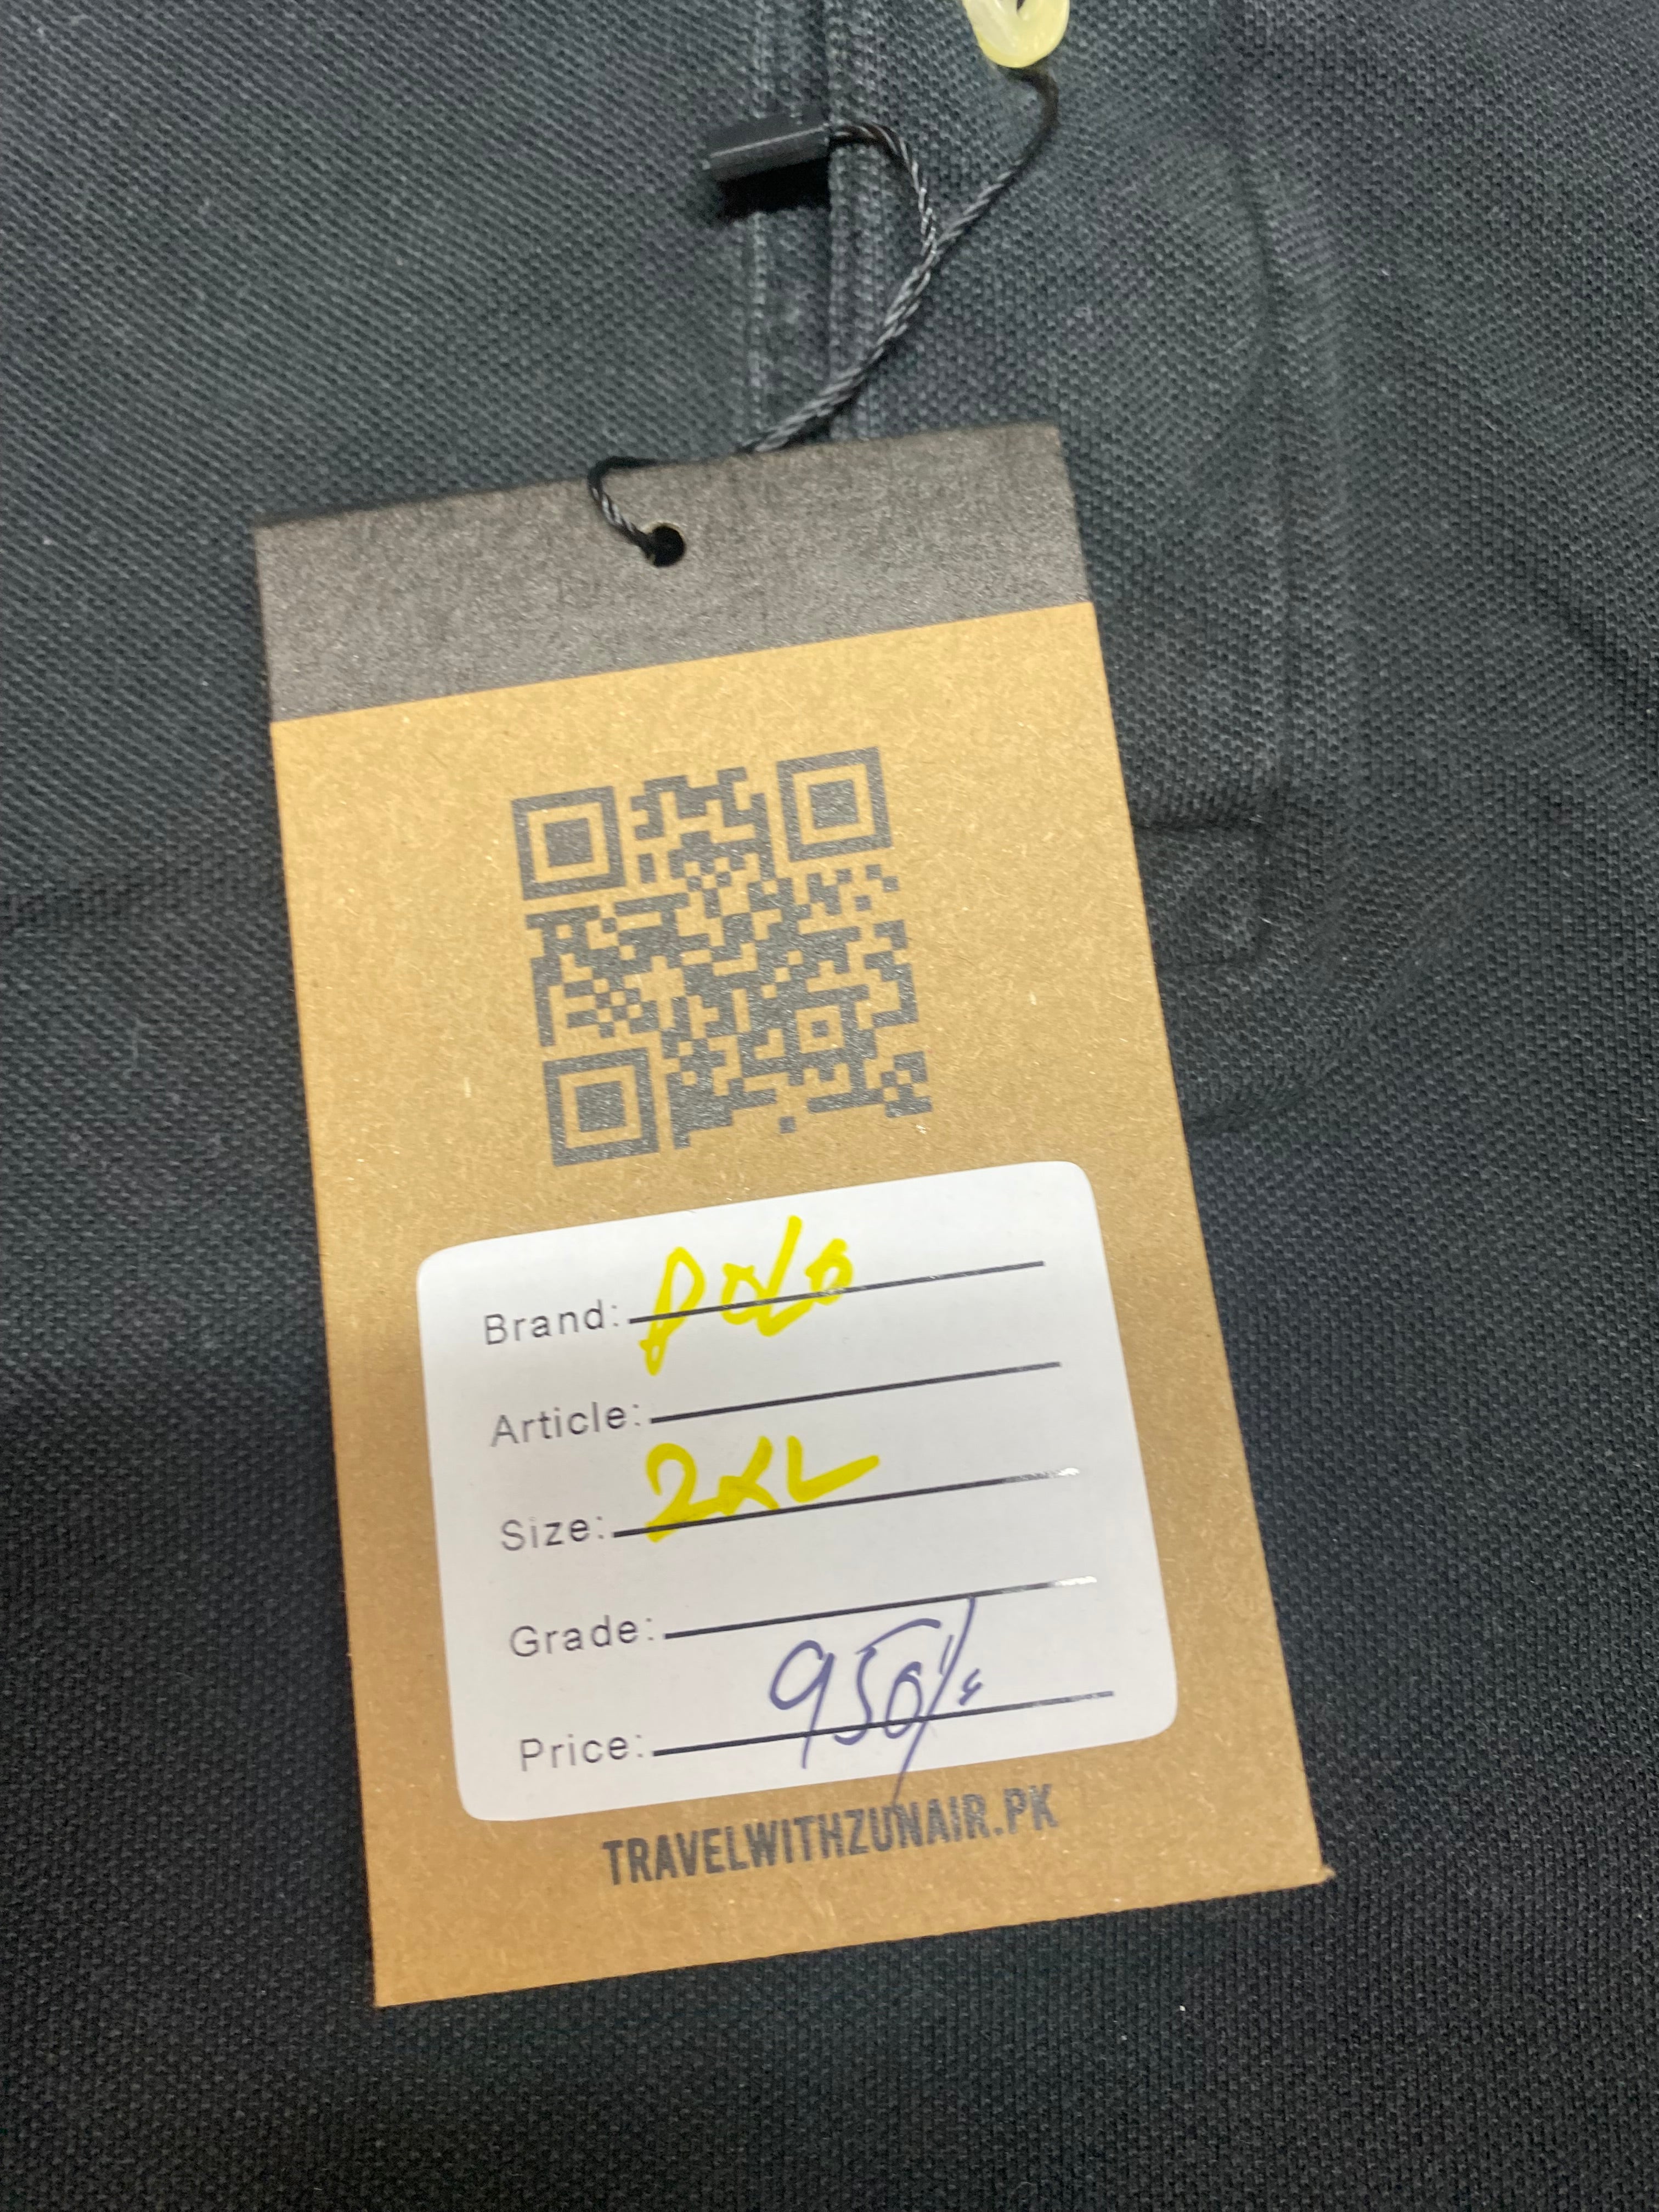 Brand: POLO
Article:
Size: 2XL
Grade:
Price: 950/-
TRAVELWITHZUNAIR.PK